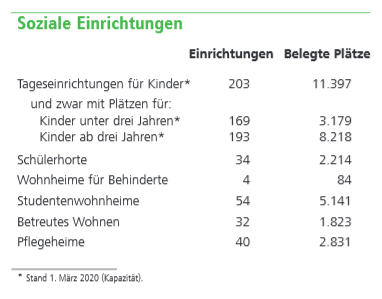 Soziale Einrichtungen
Einrichtungen Belegte Plätze
Tageseinrichtungen für Kinder* 203 11.397
und zwar mit Plätzen für:
Kinder unter drei Jahren* 169 3.179
Kinder ab drei Jahren* 193 8.218
Schülerhorte 34 2.214
Wohnheime für Behinderte 4 84
Studentenwohnheime 54 5.141
Betreutes Wohnen 32 1.823
Pflegeheime 40 2.831
* Stand 1. März 2020 (Kapazität).